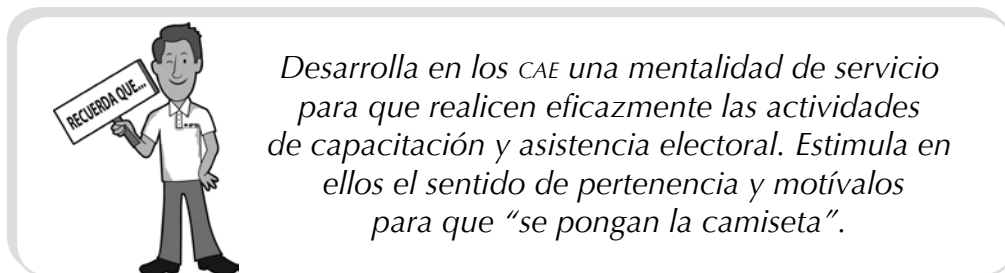 RECUERDA QUE...
Desarrolla en los CAE una mentalidad de servicio
para que realicen eficazmente las actividades
de capacitación y asistencia electoral. Estimula en
ellos el sentido de pertenencia y motívalos
para que “se pongan la camiseta”.